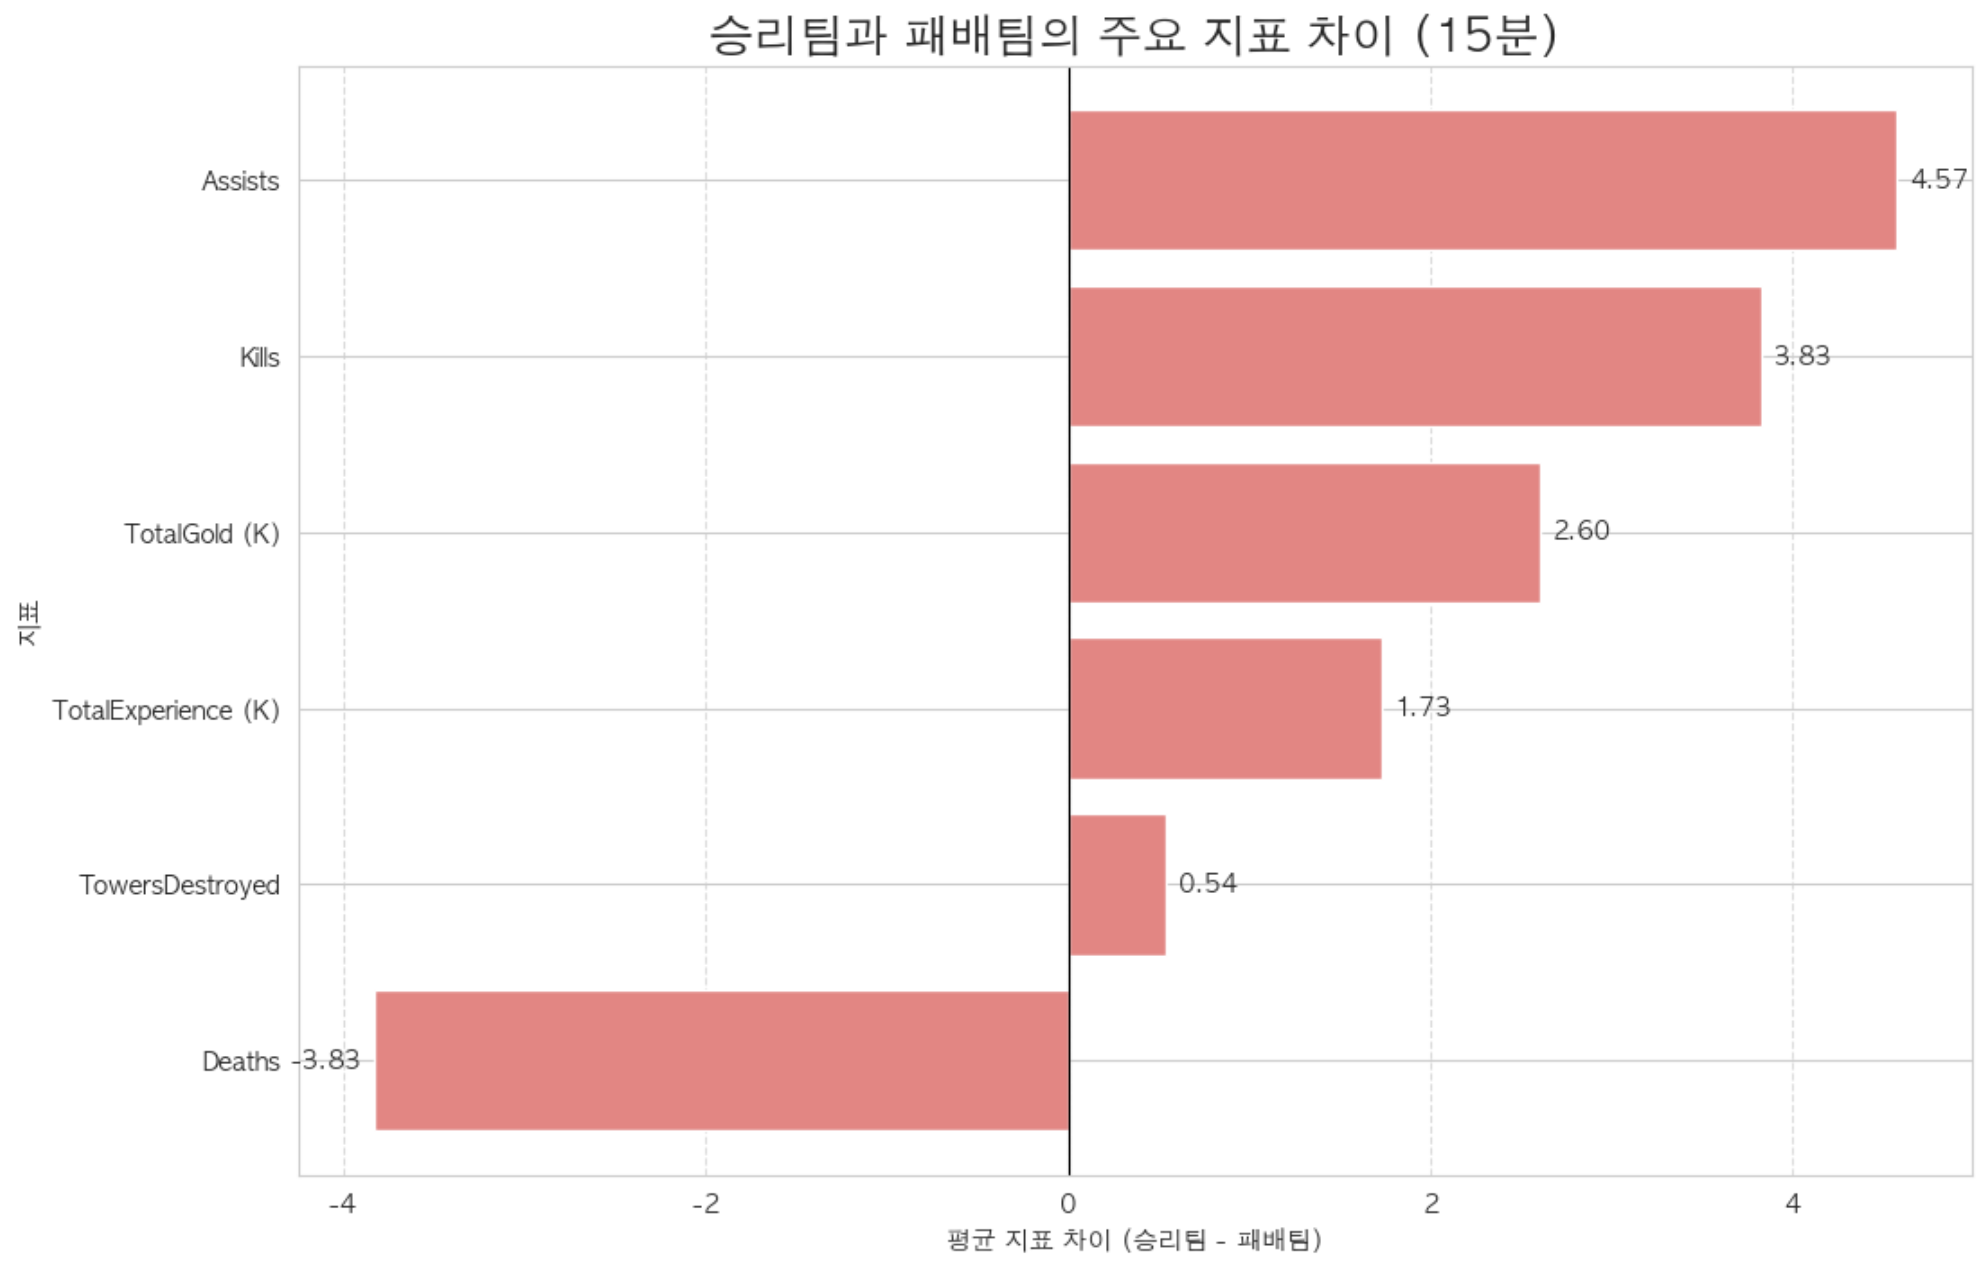 승리팀과 패배팀의 주요 지표 차이 (15분)
Assists
4.57
Kills
3.83
TotalGold (K)
2.60
지표
TotalExperience (K)
1.73
TowersDestroyed
0.54
Deaths
-3.83
-4
-2
0
2
4
평균 지표 차이 (승리팀 - 패배팀)